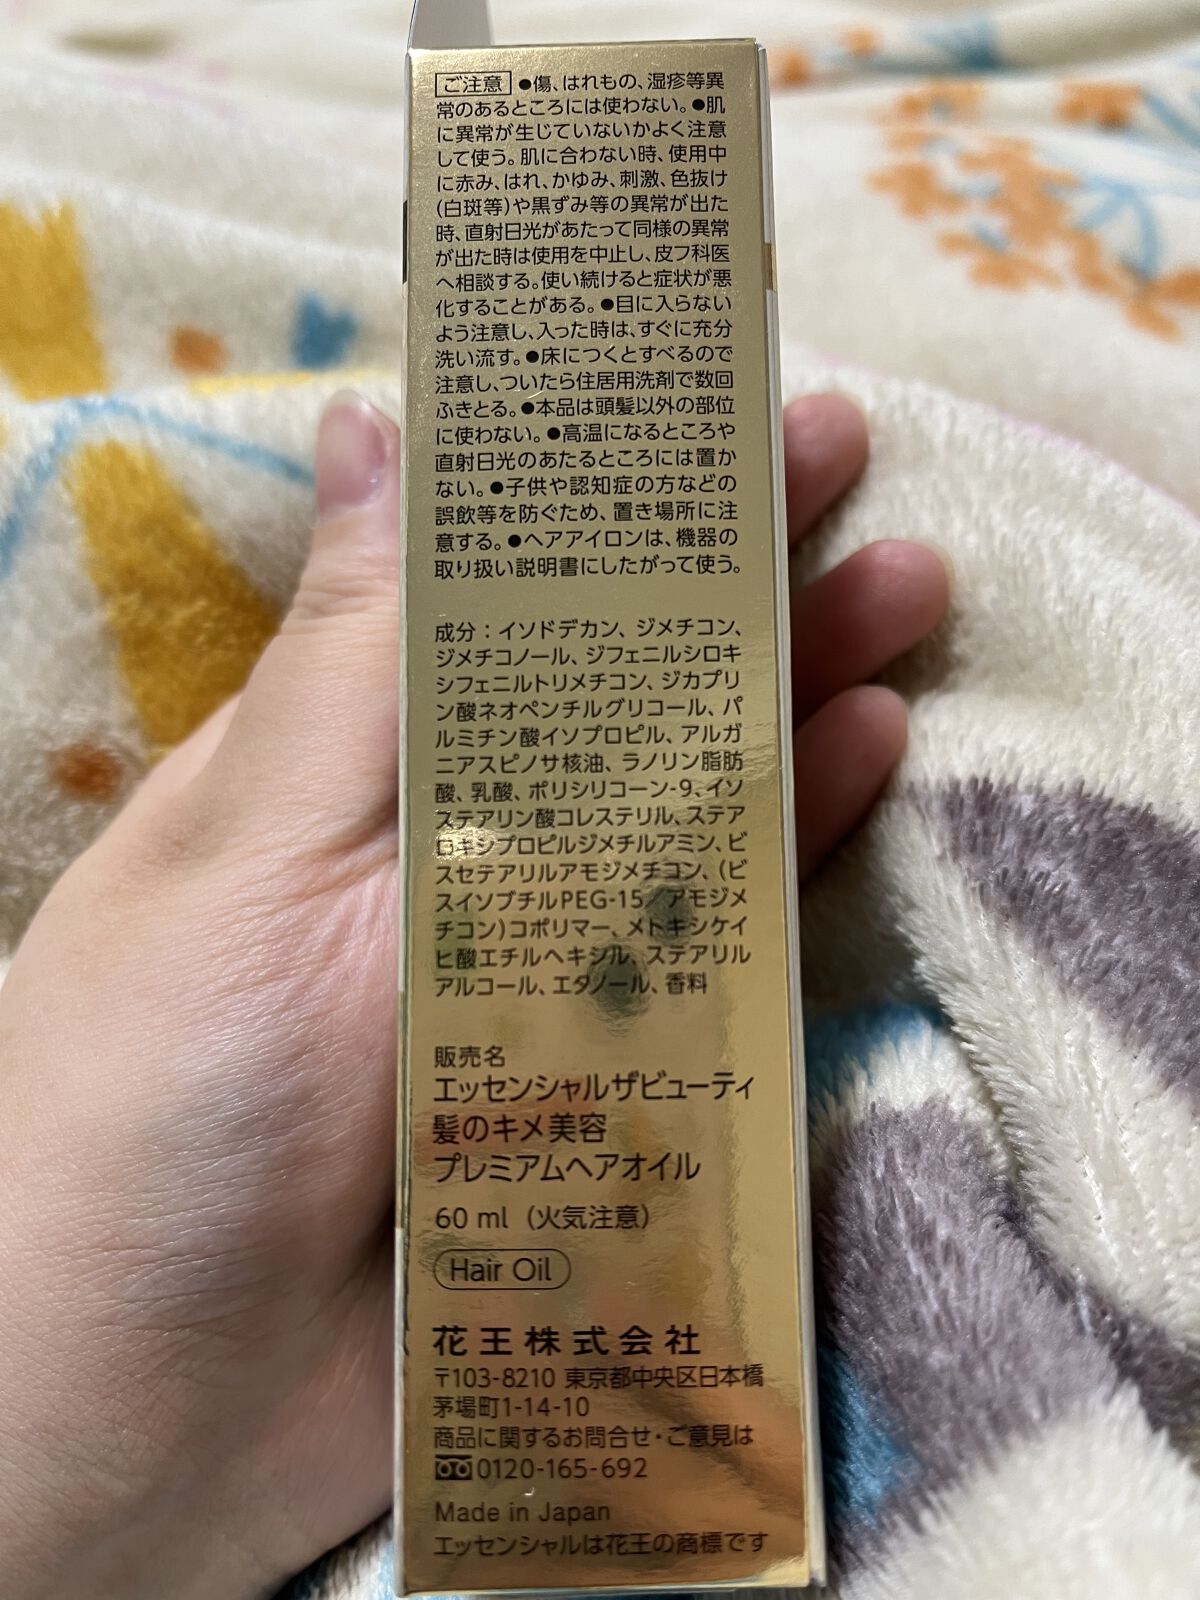 ご注意 ●傷、はれもの、湿疹等異
常のあるところには使わない。●肌
に異常が生じていないかよく注意
して使う。肌に合わない時、使用中
に赤み、はれ、かゆみ、刺激、色抜け
(白斑等)や黒ずみ等の異常が出た
時、直射日光があたって同様の異常
が出た時は使用を中止し、皮フ科医
へ相談する。使い続けると症状が悪
化することがある。●目に入らない
よう注意し、入った時は、すぐに充分
洗い流す。●床につくとすべるので
注意し、ついたら住居用洗剤で数回
ふきとる。●本品は頭髪以外の部位
に使わない。●高温になるところや
直射日光のあたるところには置か
ない。●子供や認知症の方などの
誤飲等を防ぐため、置き場所に注
意する。●ヘアアイロンは、機器の
取り扱い説明書にしたがって使う。
成分：イソドデカン、ジメチコン、
ジメチコノール、ジフェニルシロキ
シフェニルトリメチコン、ジカプリ
ン酸ネオペンチルグリコール、パ
ルミチン酸イソプロピル、アルガ
ニアスピノサ核油、ラノリン脂肪
酸、乳酸、ポリシリコーン-9、イソ
ステアリン酸コレステリル、ステア
ロキシプロピルジメチルアミン、ビ
スセテアリルアモジメチコン、(ビ
スイソブチルPEG-15／アモジメ
チコン)コポリマー、メトキシケイ
ヒ酸エチルヘキシル、ステアリル
アルコール、エタノール、香料
販売名
エッセンシャルザビューティ
髪のキメ美容
プレミアムヘアオイル
60 ml（火気注意）
Hair Oil
花王株式会社
〒103-8210 東京都中央区日本橋
茅場町1-14-10
商品に関するお問合せ・ご意見は
0120-165-692
Made in Japan
エッセンシャルは花王の商標です